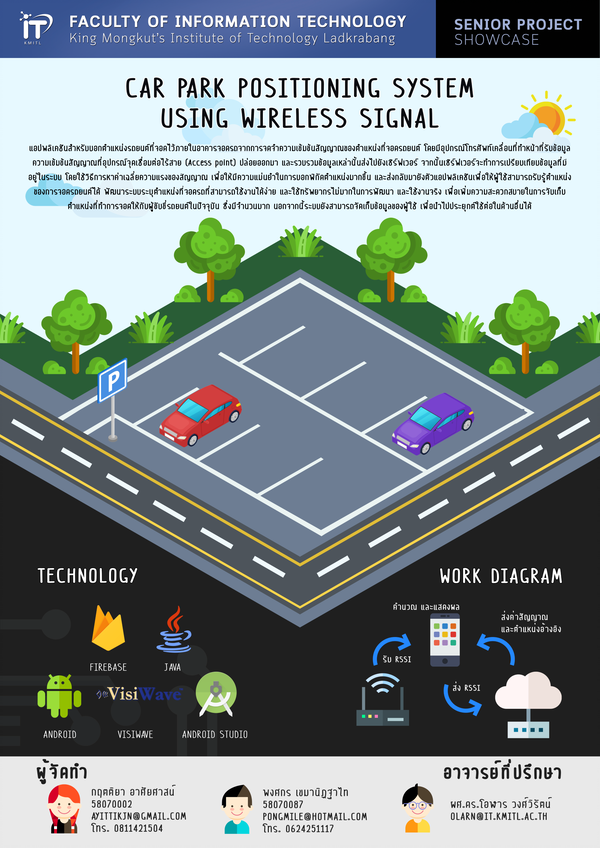 iT
KMITL
FACULTY OF INFORMATION TECHNOLOGY
King Mongkut's Institute of Technology Ladkrabang
SENIOR PROJECT
SHOWCASE
CAR PARK POSITIONING SYSTEM
USING WIRELESS SIGNAL
แอปพลิเคชันสำหรับบอกตำแหน่งรถยนต์ที่จอดไว้ภายในอาคารจอดรถจากการวัดค่าความเข้มข้นสัญญาณของตำแหน่งที่จอดรถยนต์ โดยมีอุปกรณ์โทรศัพท์เคลื่อนที่ทำหน้าที่รับข้อมูล
ความเข้มข้นสัญญาณที่อุปกรณ์จุดเชื่อมต่อไร้สาย (Access point) ปล่อยออกมา และรวบรวมข้อมูลเหล่านั้นส่งไปยังเซิร์ฟเวอร์ จากนั้นเซิร์ฟเวอร์จะทำการเปรียบเทียบข้อมูลที่มี
อยู่ในระบบ โดยใช้วิธีการหาค่าเฉลี่ยความแรงของสัญญาณ เพื่อให้มีความแม่นยำในการบอกพิกัดตำแหน่งมากขึ้น และส่งกลับมายังตัวแอปพลิเคชันเพื่อให้ผู้ใช้สามารถรับรู้ตำแหน่ง
ของการจอดรถยนต์ได้ พัฒนาระบบระบุตำแหน่งที่จอดรถที่สามารถใช้งานได้ง่าย และใช้ทรัพยากรไม่มากในการพัฒนา และใช้งานจริง เพื่อเพิ่มความสะดวกสบายในการจับเก็บ
ตำแหน่งที่ทำการจอดให้กับผู้ขับขี่รถยนต์ในปัจจุบัน ซึ่งมีจำนวนมาก นอกจากนี้ระบบยังสามารถจัดเก็บข้อมูลของผู้ใช้ เพื่อนำไปประยุกต์ใช้ต่อในด้านอื่นได้
P
TECHNOLOGY
WORK DIAGRAM
FIREBASE
Java
JAVA
ANDROID
VisiWave
VISIWAVE
ANDROID STUDIO
คำนวณ และแสดงผล
ส่งค่าสัญญาณ
และตำแหน่งอ้างอิง
รับ RSSI
ส่ง RSSI
ผู้จัดทำ
อาจารย์ที่ปรึกษา
กฤตติยา อาศัยศาสน์
58070002
AYITTIKJN@GMAIL.COM
โทร. 0811421504
พงศกร เขมานิฏฐาไท
58070087
PONGMILE@HOTMAIL.COM
โทร. 0624251117
ผศ.ดร.โอฬาร วงศ์วิรัตน์
OLARN@IT.KMITL.AC.TH